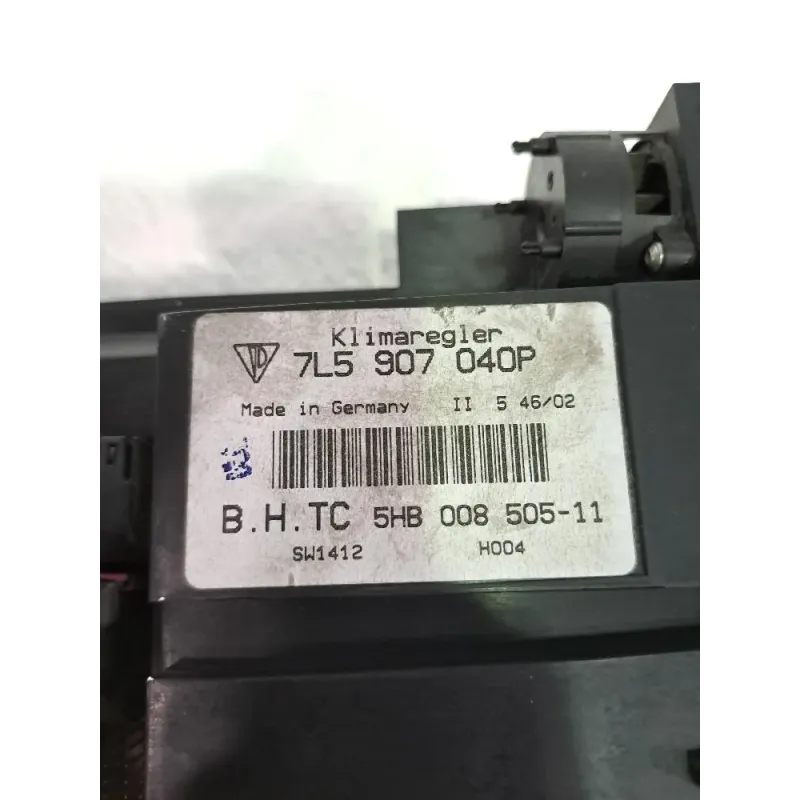 Klimaregler
7L5 907 040P
Made in Germany II 5 46/02
B.H.TC 5HB 008 505-11
SW1412 H004